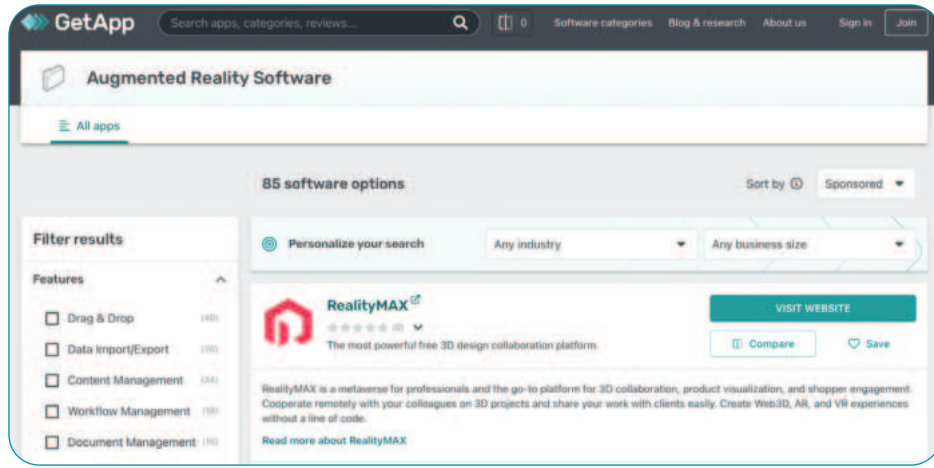 GetApp
Search apps, categories, reviews...
0
Software categories
Blog & research
About us
Sign in
Join
Augmented Reality Software
All apps
85 software options
Sort by
Sponsored
Filter results
Personalize your search
Any industry
Any business size
Features
Drag & Drop
Data Import/Export
Content Management
Workflow Management
Document Management
RealityMAX
(0)
The most powerful free 3D design collaboration platform.
VISIT WEBSITE
Compare
Save
RealityMAX is a metaverse for professionals and the go-to platform for 3D collaboration, product visualization, and shopper engagement.
Cooperate remotely with your colleagues on 3D projects and share your work with clients easily. Create Web3D, AR, and VR experiences
without a line of code.
Read more about RealityMAX